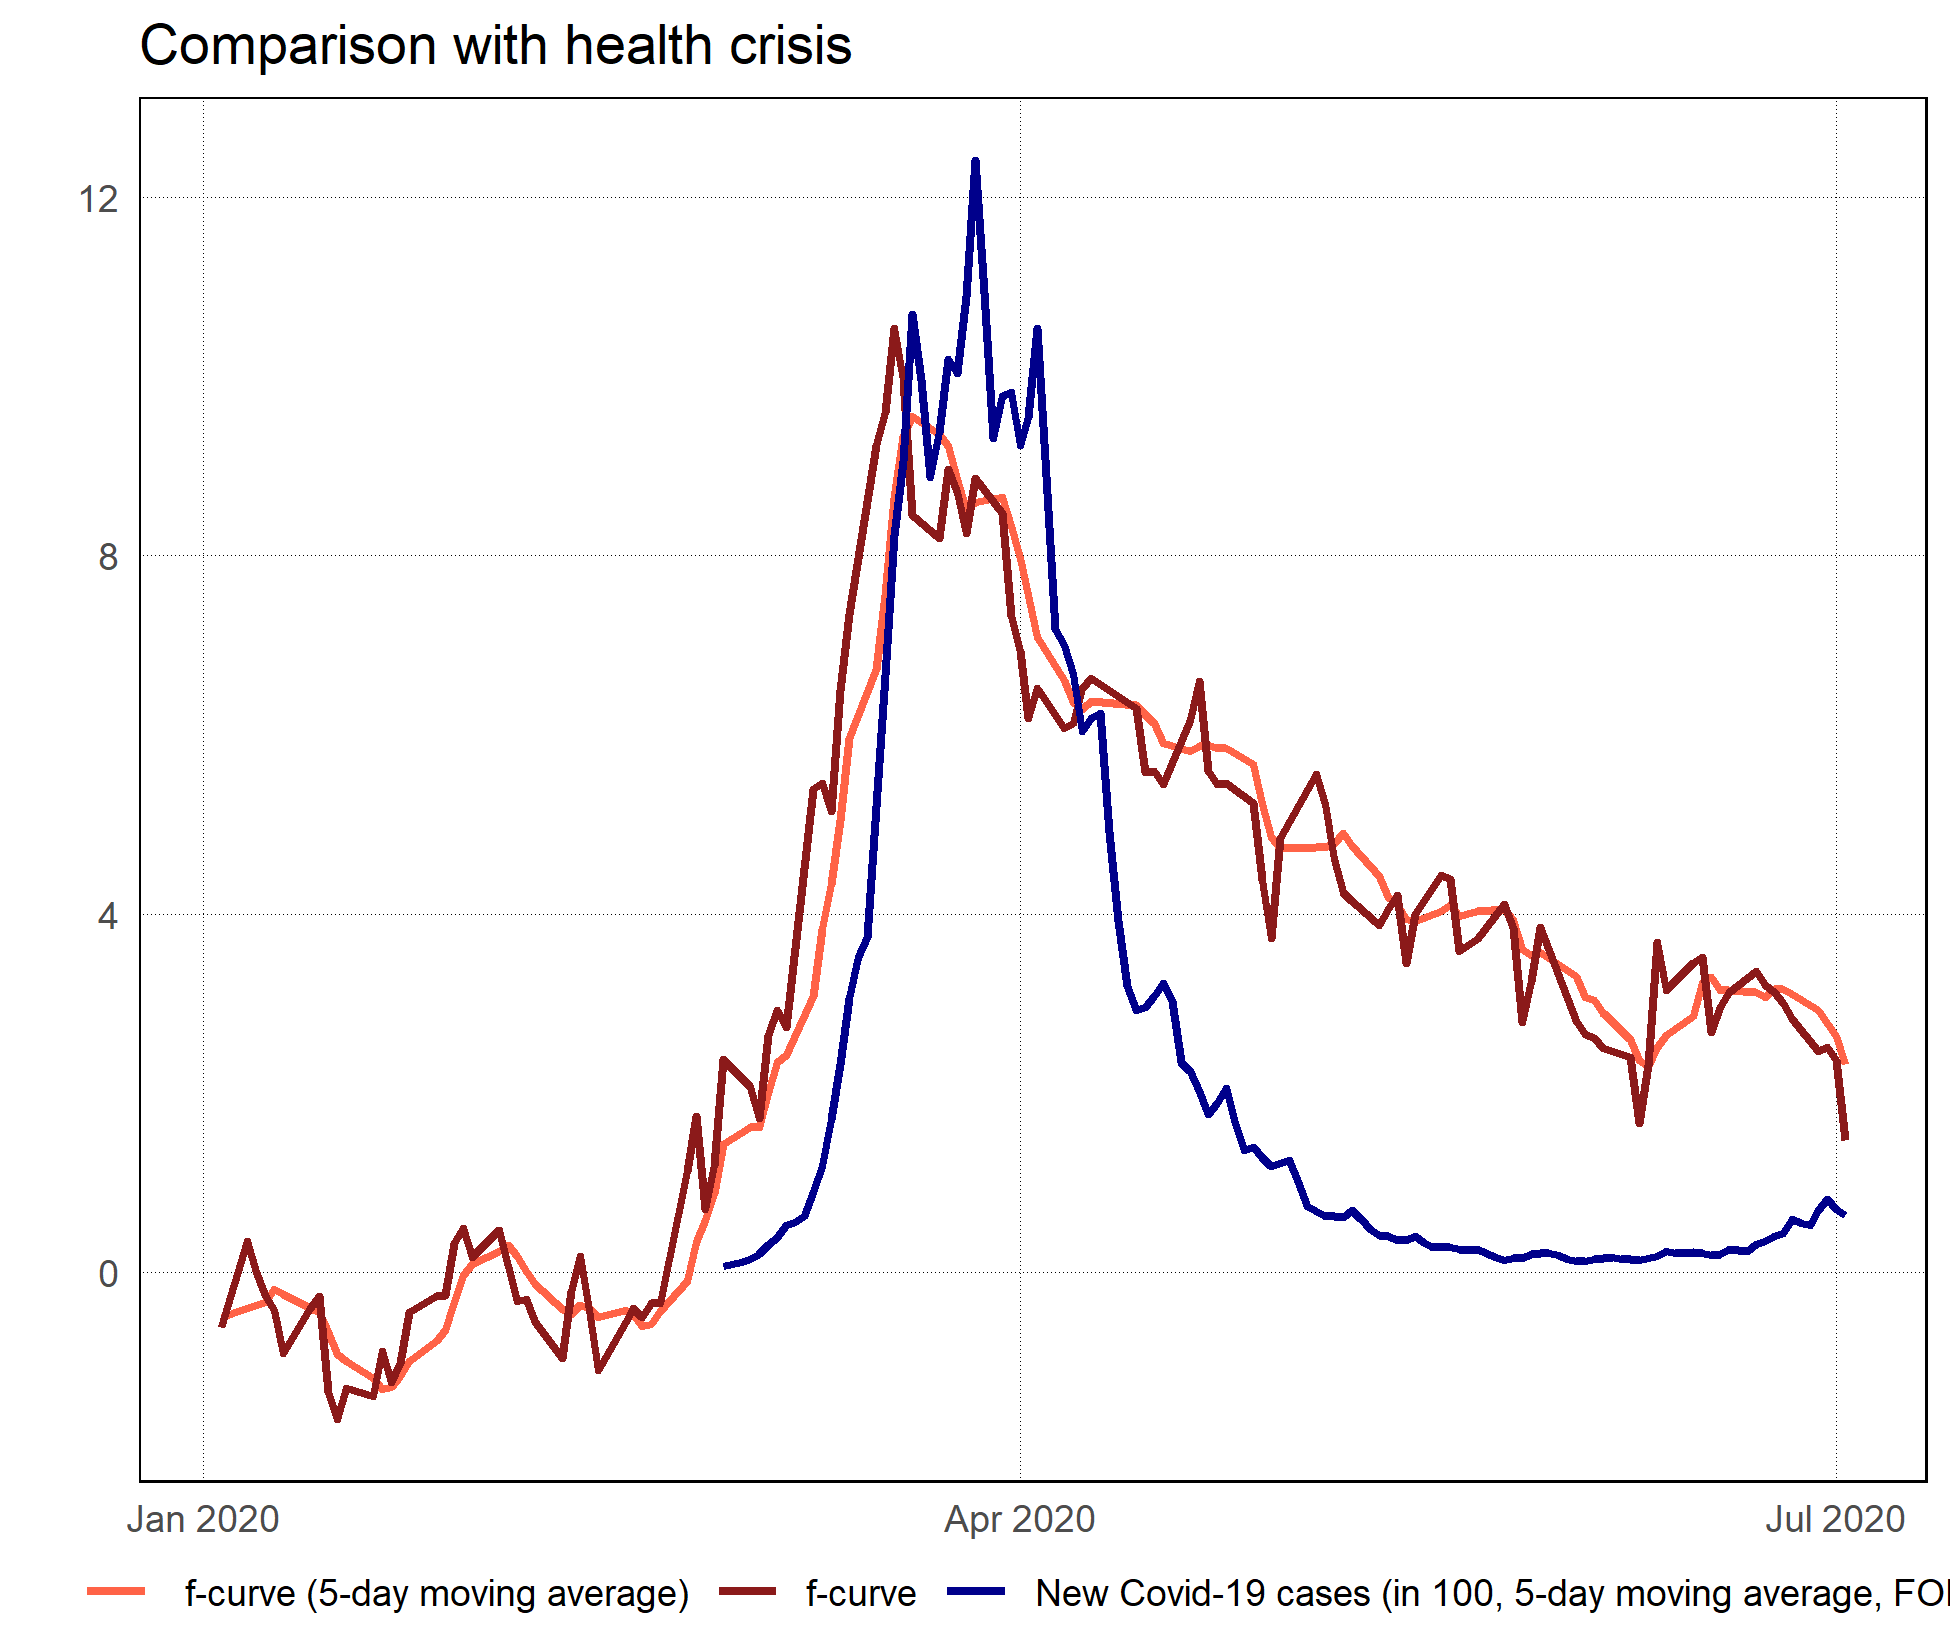 Comparison with health crisis
12
8
4
0
Jan 2020 Apr 2020 Jul 2020
f-curve (5-day moving average) f-curve New Covid-19 cases (in 100, 5-day moving average,